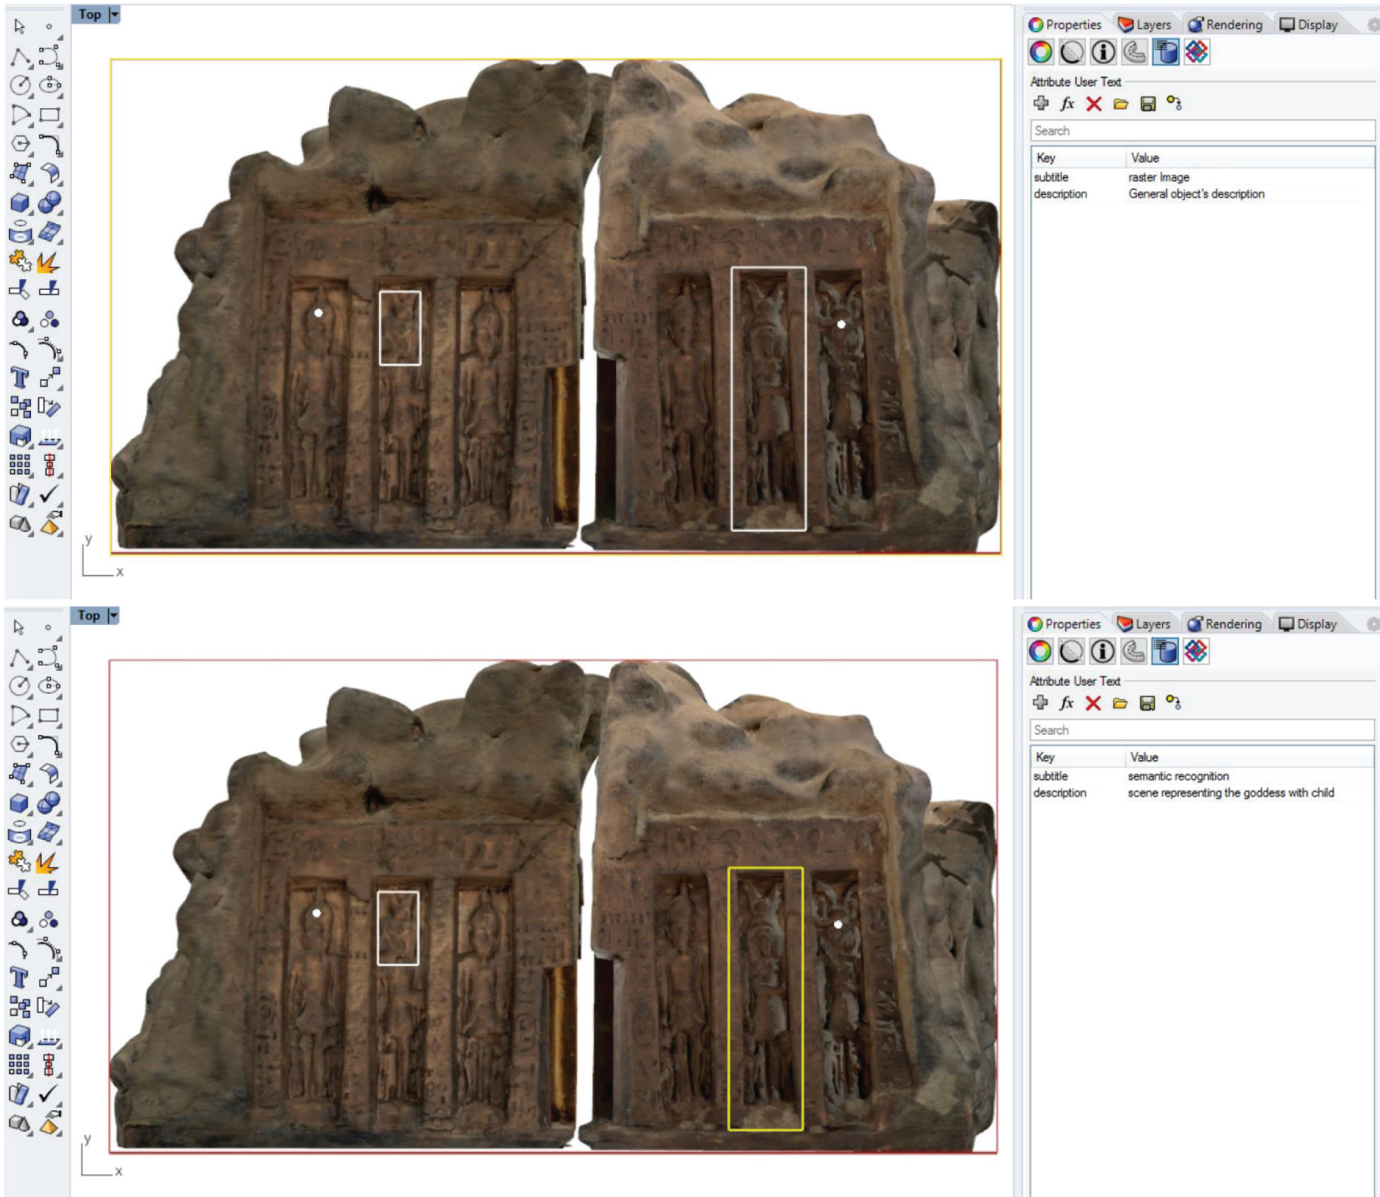 Top
Properties Layers Rendering Display
Attribute User Text
fx
Search
Key Value
subtitle raster Image
description General object's description
y
x
Top
Properties Layers Rendering Display
Attribute User Text
fx
Search
Key Value
subtitle semantic recognition
description scene representing the goddess with child
y
x